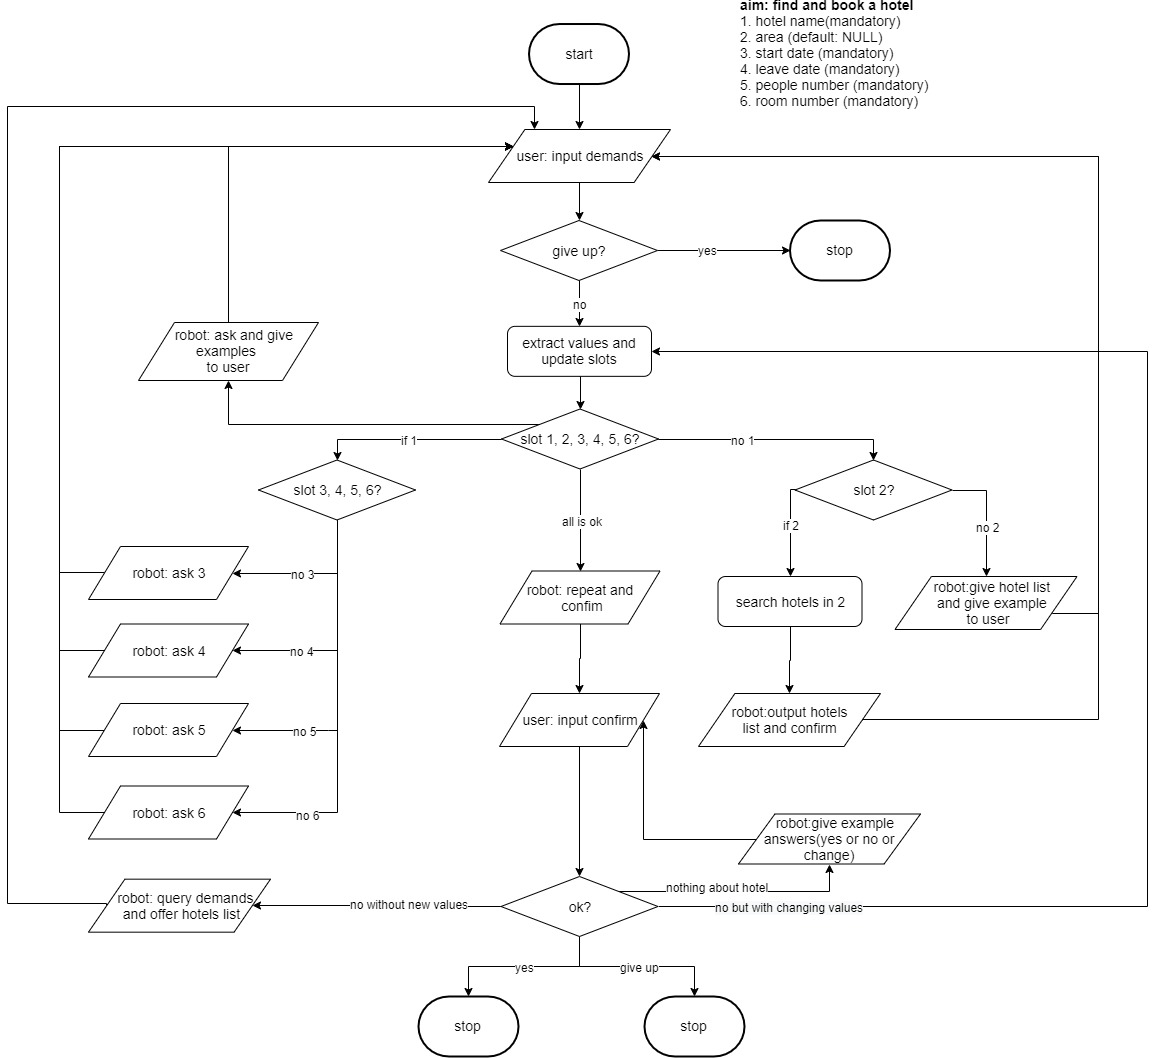 aim: find and book a hotel
1. hotel name(mandatory)
2. area (default: NULL)
3. start date (mandatory)
4. leave date (mandatory)
5. people number (mandatory)
6. room number (mandatory)
start
user: input demands
give up?
yes
stop
no
robot: ask and give
examples
to user
extract values and
update slots
slot 1, 2, 3, 4, 5, 6?
if 1
no 1
slot 3, 4, 5, 6?
slot 2?
all is ok
if 2
no 2
robot: ask 3
no 3
robot: repeat and
confim
search hotels in 2
robot:give hotel list
and give example
to user
robot: ask 4
no 4
robot: ask 5
no 5
user: input confirm
robot:output hotels
list and confirm
robot: ask 6
no 6
robot:give example
answers(yes or no or
change)
nothing about hotel
robot: query demands
and offer hotels list
no without new values
ok?
no but with changing values
yes
give up
stop
stop